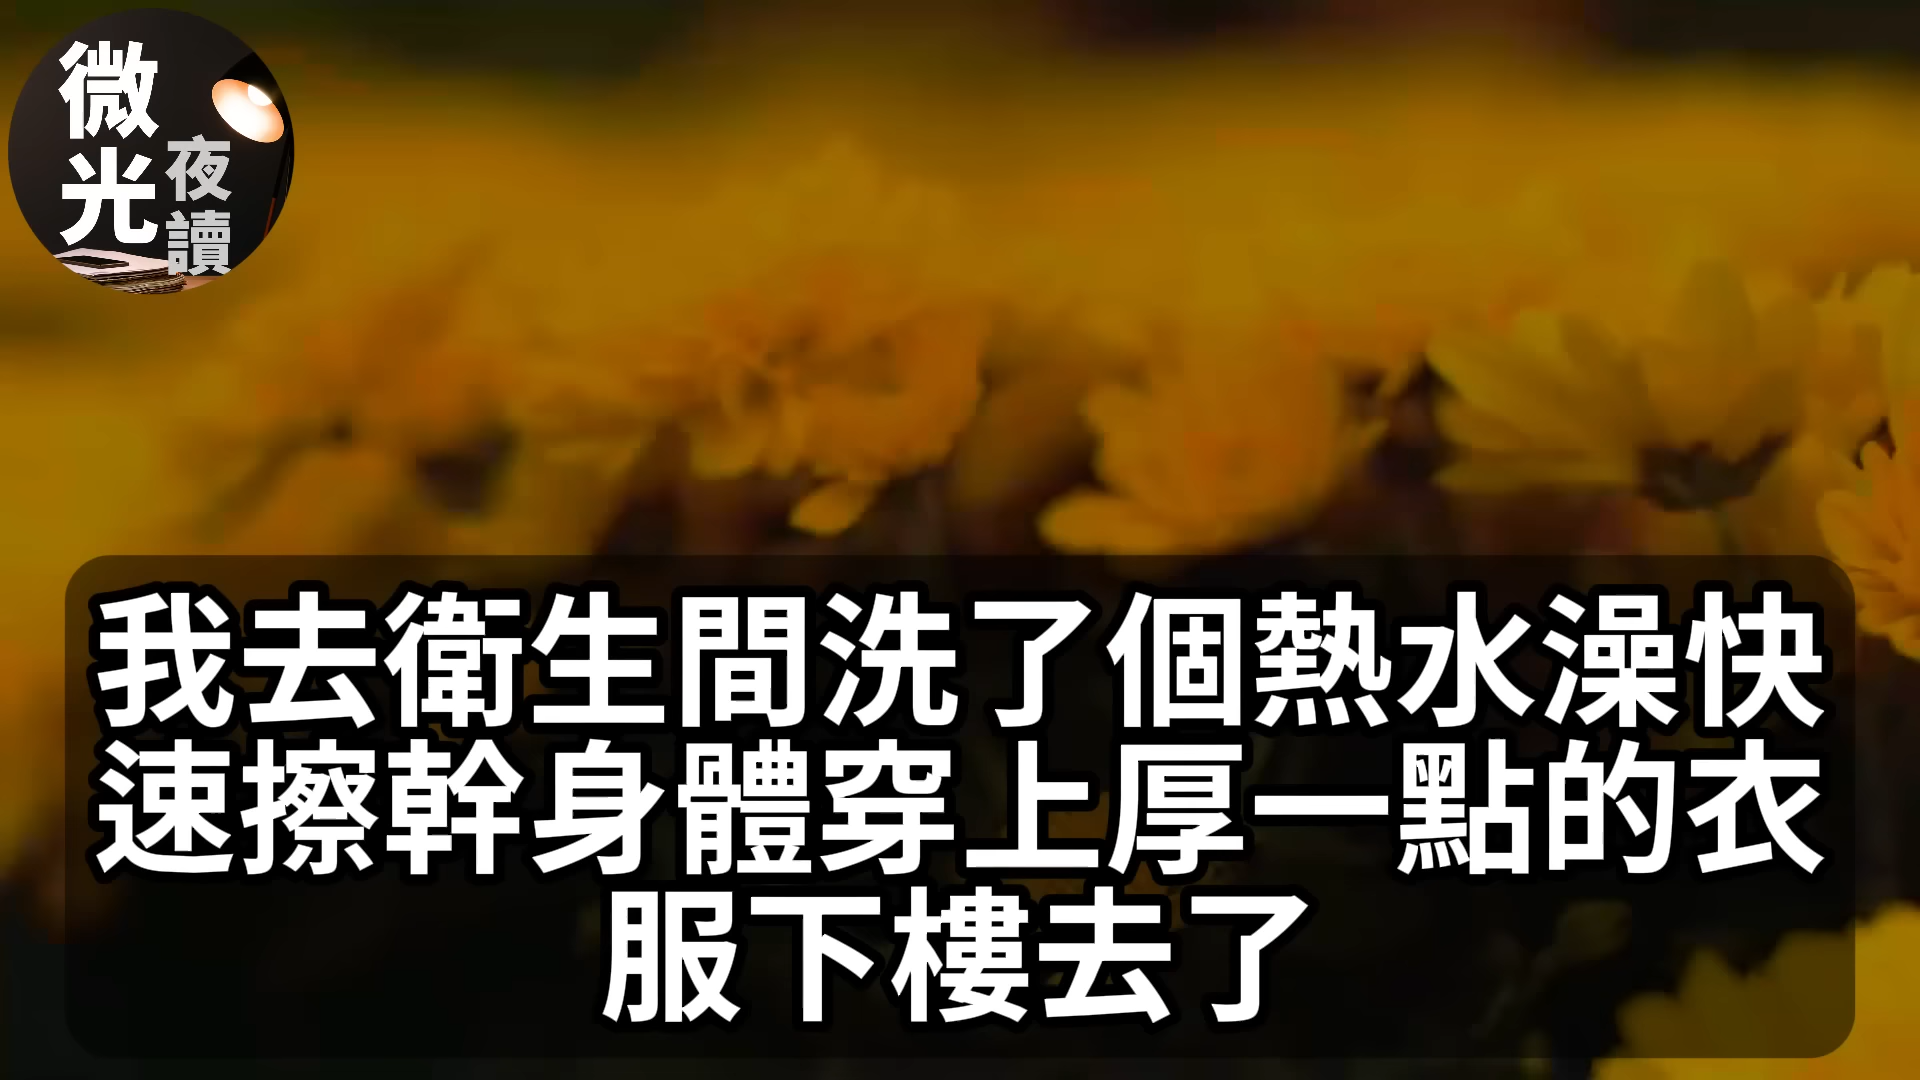 微光
夜讀
我去衛生間洗了個熱水澡快
速擦幹身體穿上厚一點的衣
服下樓去了